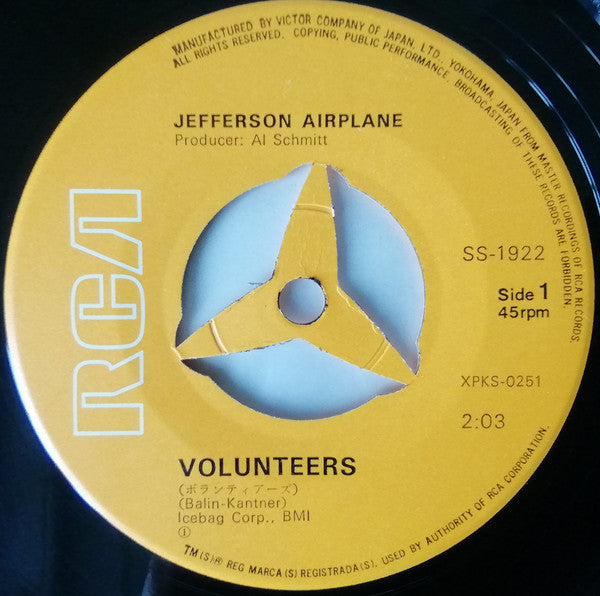 MANUFACTURED BY VICTOR COMPANY OF JAPAN, LTD., YOKOHAMA, JAPAN FROM MASTER RECORDINGS OF RCA RECORDS,
ALL RIGHTS RESERVED. COPYING, PUBLIC PERFORMANCE, BROADCASTING OF THESE RECORDS ARE FORBIDDEN.
JEFFERSON AIRPLANE
Producer: Al Schmitt
RCA
SS-1922
Side 1
45rpm
XPKS-0251
2:03
VOLUNTEERS
(ボランティアーズ)
(Balin-Kantner)
Icebag Corp., BMI
ⓘ
TM(S)® REG MARCA(S) REGISTRADA(S), USED BY AUTHORITY OF RCA CORPORATION.